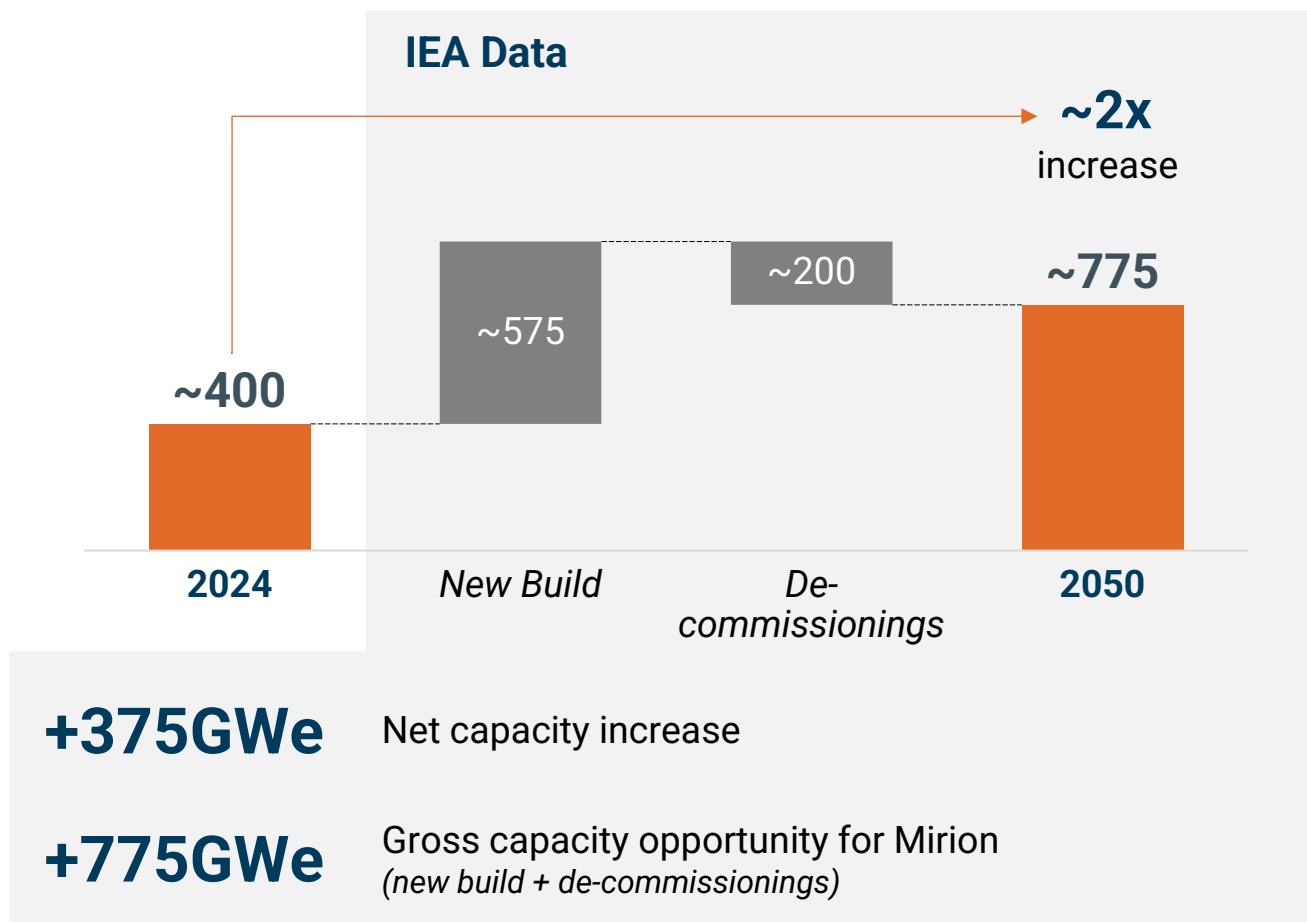 IEA Data
~2x
increase
~400
~575
~200
~775
2024
New Build
De-
commissionings
2050
+375GWe
Net capacity increase
+775GWe
Gross capacity opportunity for Mirion
(new build + de-commissionings)